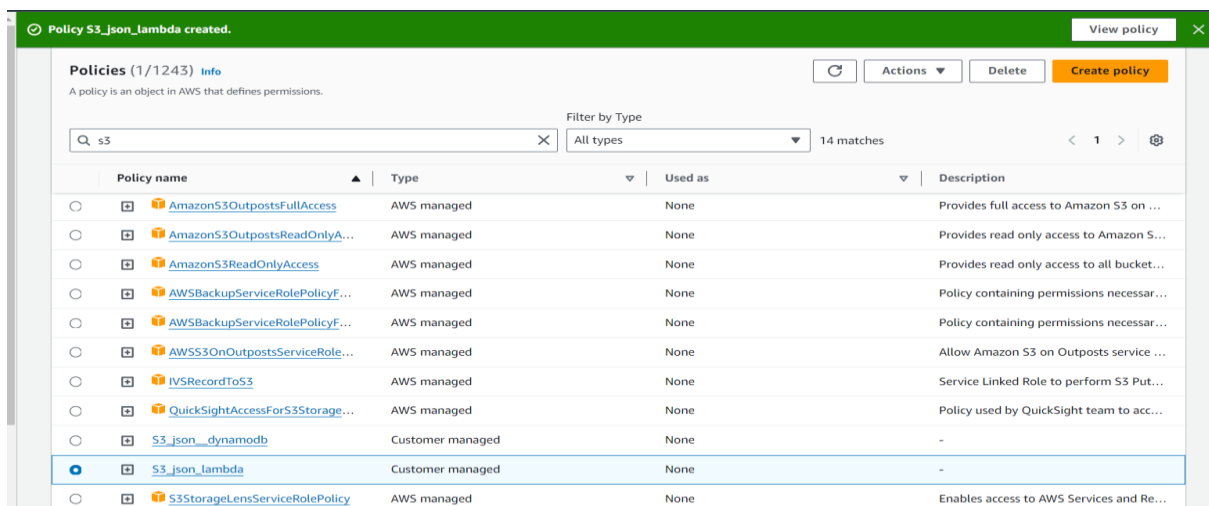 Policy S3_json_lambda created.
View policy
Policies (1/1243) Info
Actions
Delete
Create policy
A policy is an object in AWS that defines permissions.
Filter by Type
s3
All types
14 matches
1
Policy name Type Used as Description
AmazonS3OutpostsFullAccess AWS managed None Provides full access to Amazon S3 on ...
AmazonS3OutpostsReadOnlyA... AWS managed None Provides read only access to Amazon S...
AmazonS3ReadOnlyAccess AWS managed None Provides read only access to all bucket...
AWSBackupServiceRolePolicyF... AWS managed None Policy containing permissions necessar...
AWSBackupServiceRolePolicyF... AWS managed None Policy containing permissions necessar...
AWSS3OnOutpostsServiceRole... AWS managed None Allow Amazon S3 on Outposts service ...
IVSRecordToS3 AWS managed None Service Linked Role to perform S3 Put...
QuickSightAccessForS3Storage... AWS managed None Policy used by QuickSight team to acc...
S3_json__dynamodb Customer managed None -
S3_json_lambda Customer managed None -
S3StorageLensServiceRolePolicy AWS managed None Enables access to AWS Services and Re...